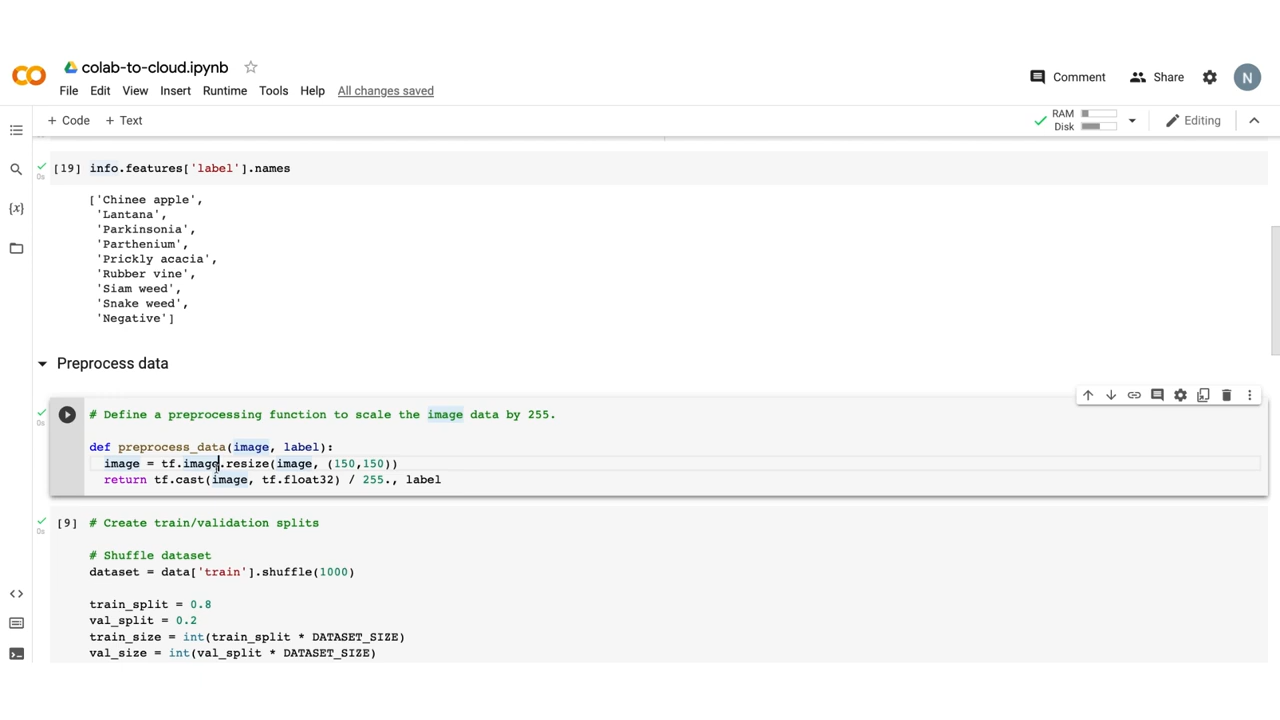 colab-to-cloud.ipynb
Comment
Share
N
File Edit View Insert Runtime Tools Help All changes saved
+ Code + Text
RAM
Disk
Editing
[19] info.features['label'].names
0s
['Chinee apple',
'Lantana',
'Parkinsonia',
'Parthenium',
'Prickly acacia',
'Rubber vine',
'Siam weed',
'Snake weed',
'Negative']
{x}
Preprocess data
# Define a preprocessing function to scale the image data by 255.
0s
def preprocess_data(image, label):
image = tf.image.resize(image, (150,150))
return tf.cast(image, tf.float32) / 255., label
[9] # Create train/validation splits
0s
# Shuffle dataset
dataset = data['train'].shuffle(1000)
train_split = 0.8
val_split = 0.2
train_size = int(train_split * DATASET_SIZE)
val_size = int(val_split * DATASET_SIZE)